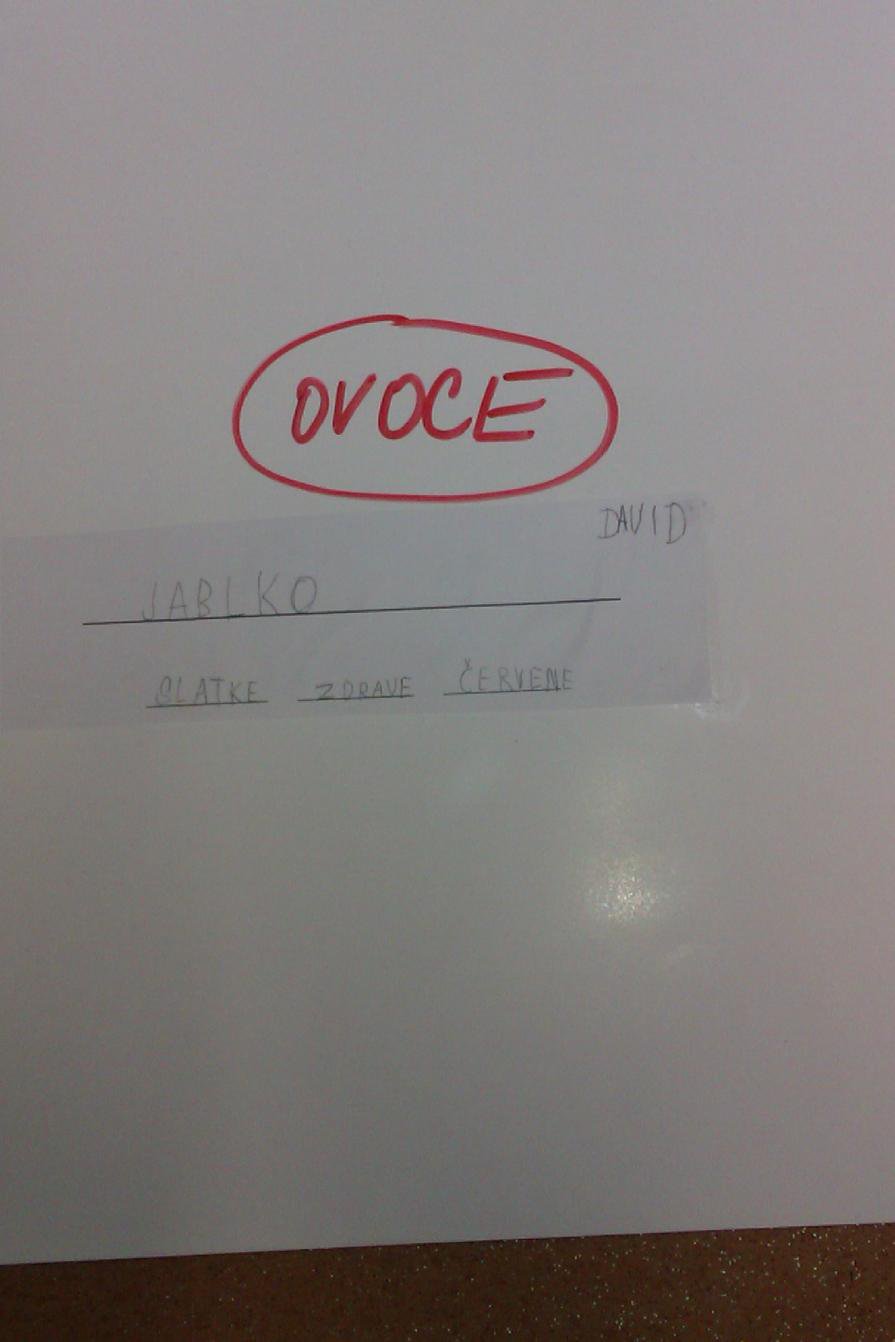 OVOCE
DAVID
JABLKO
SLATKE ZDRAVE ČERVENE